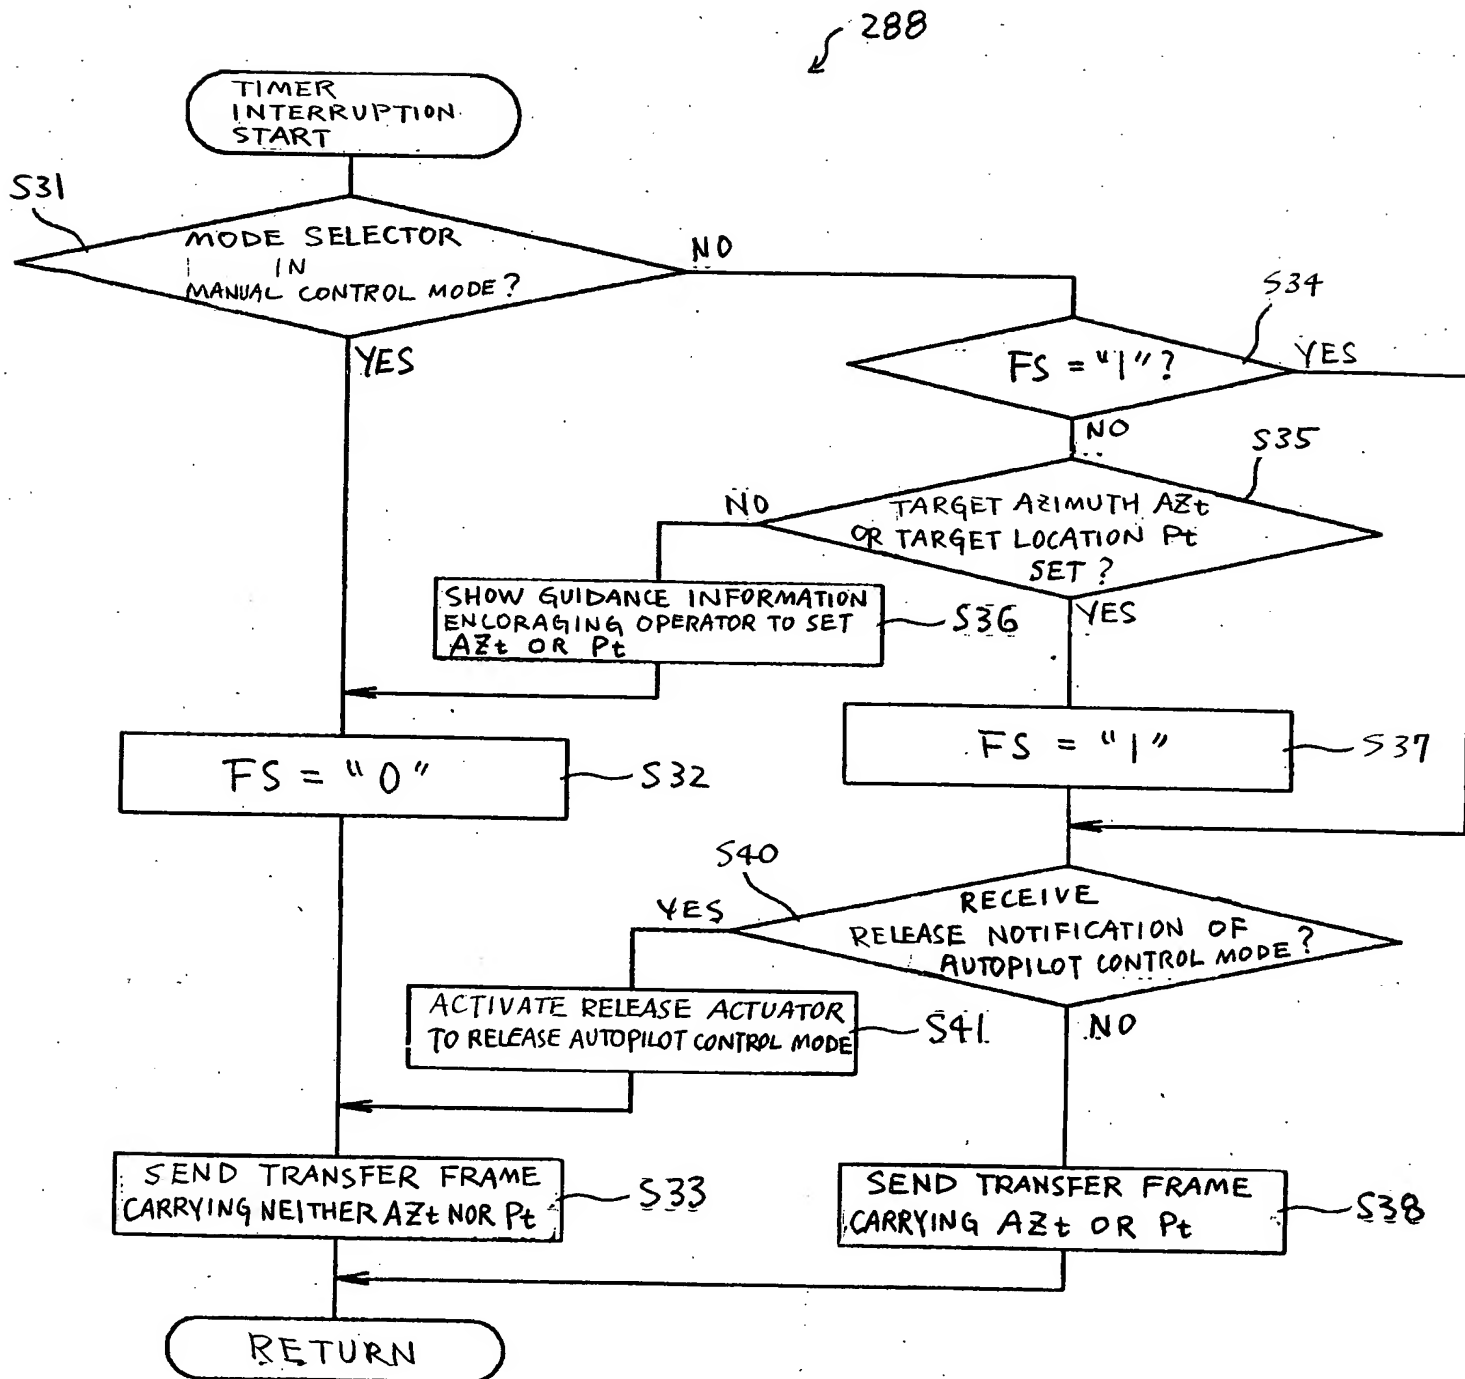 288
TIMER
INTERRUPTION
START
S31
MODE SELECTOR
IN
MANUAL CONTROL MODE?
NO
YES
S34
FS = "1"?
YES
NO
S35
TARGET AZIMUTH AZt
OR TARGET LOCATION Pt
SET?
NO
YES
SHOW GUIDANCE INFORMATION
ENCORAGING OPERATOR TO SET
AZt OR Pt
S36
FS = "0"
S32
FS = "1"
S37
S40
RECEIVE
RELEASE NOTIFICATION OF
AUTOPILOT CONTROL MODE?
YES
NO
ACTIVATE RELEASE ACTUATOR
TO RELEASE AUTOPILOT CONTROL MODE
S41
SEND TRANSFER FRAME
CARRYING NEITHER AZt NOR Pt
S33
SEND TRANSFER FRAME
CARRYING AZt OR Pt
S38
RETURN